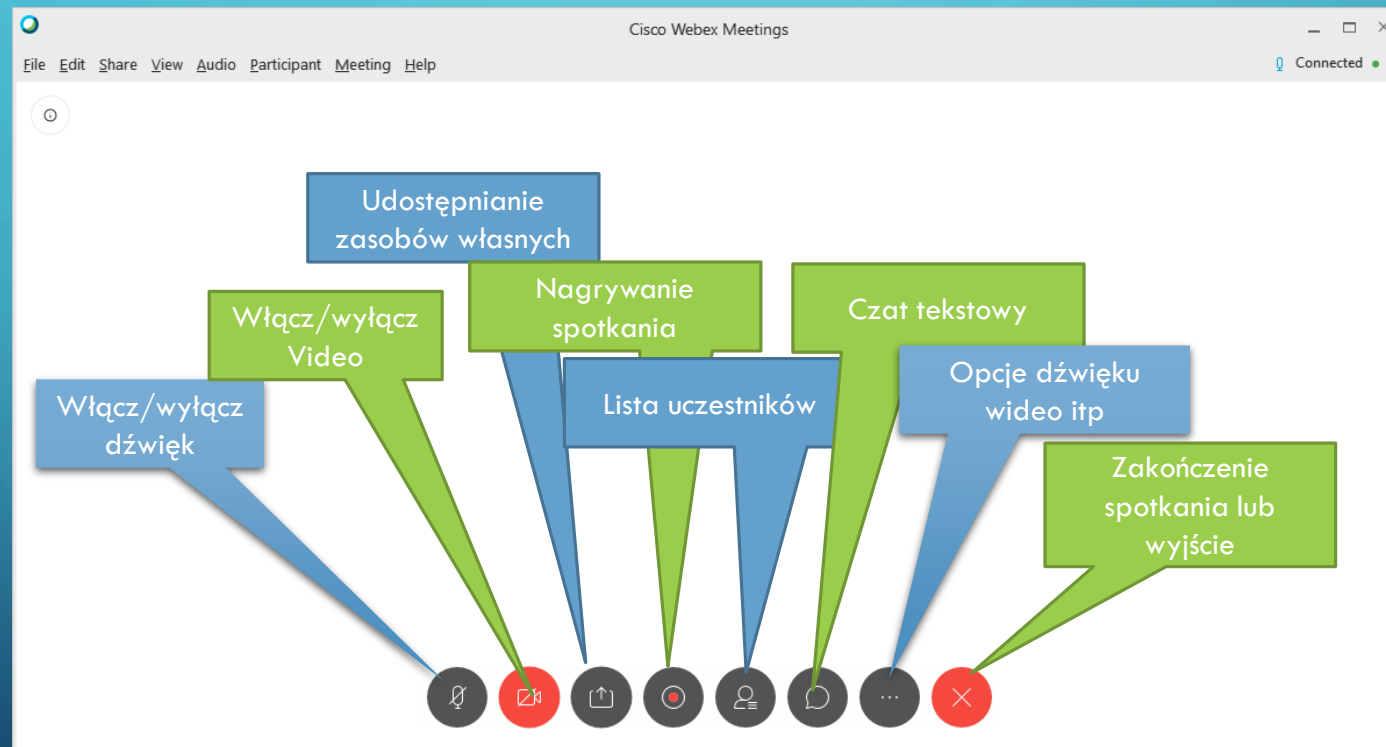 Cisco Webex Meetings
File Edit Share View Audio Participant Meeting Help
Connected
Udostępnianie
zasobów własnych
Nagrywanie
spotkania
Czat tekstowy
Włącz/wyłącz
Video
Lista uczestników
Opcje dźwięku
wideo itp
Włącz/wyłącz
dźwięk
Zakończenie
spotkania lub
wyjście